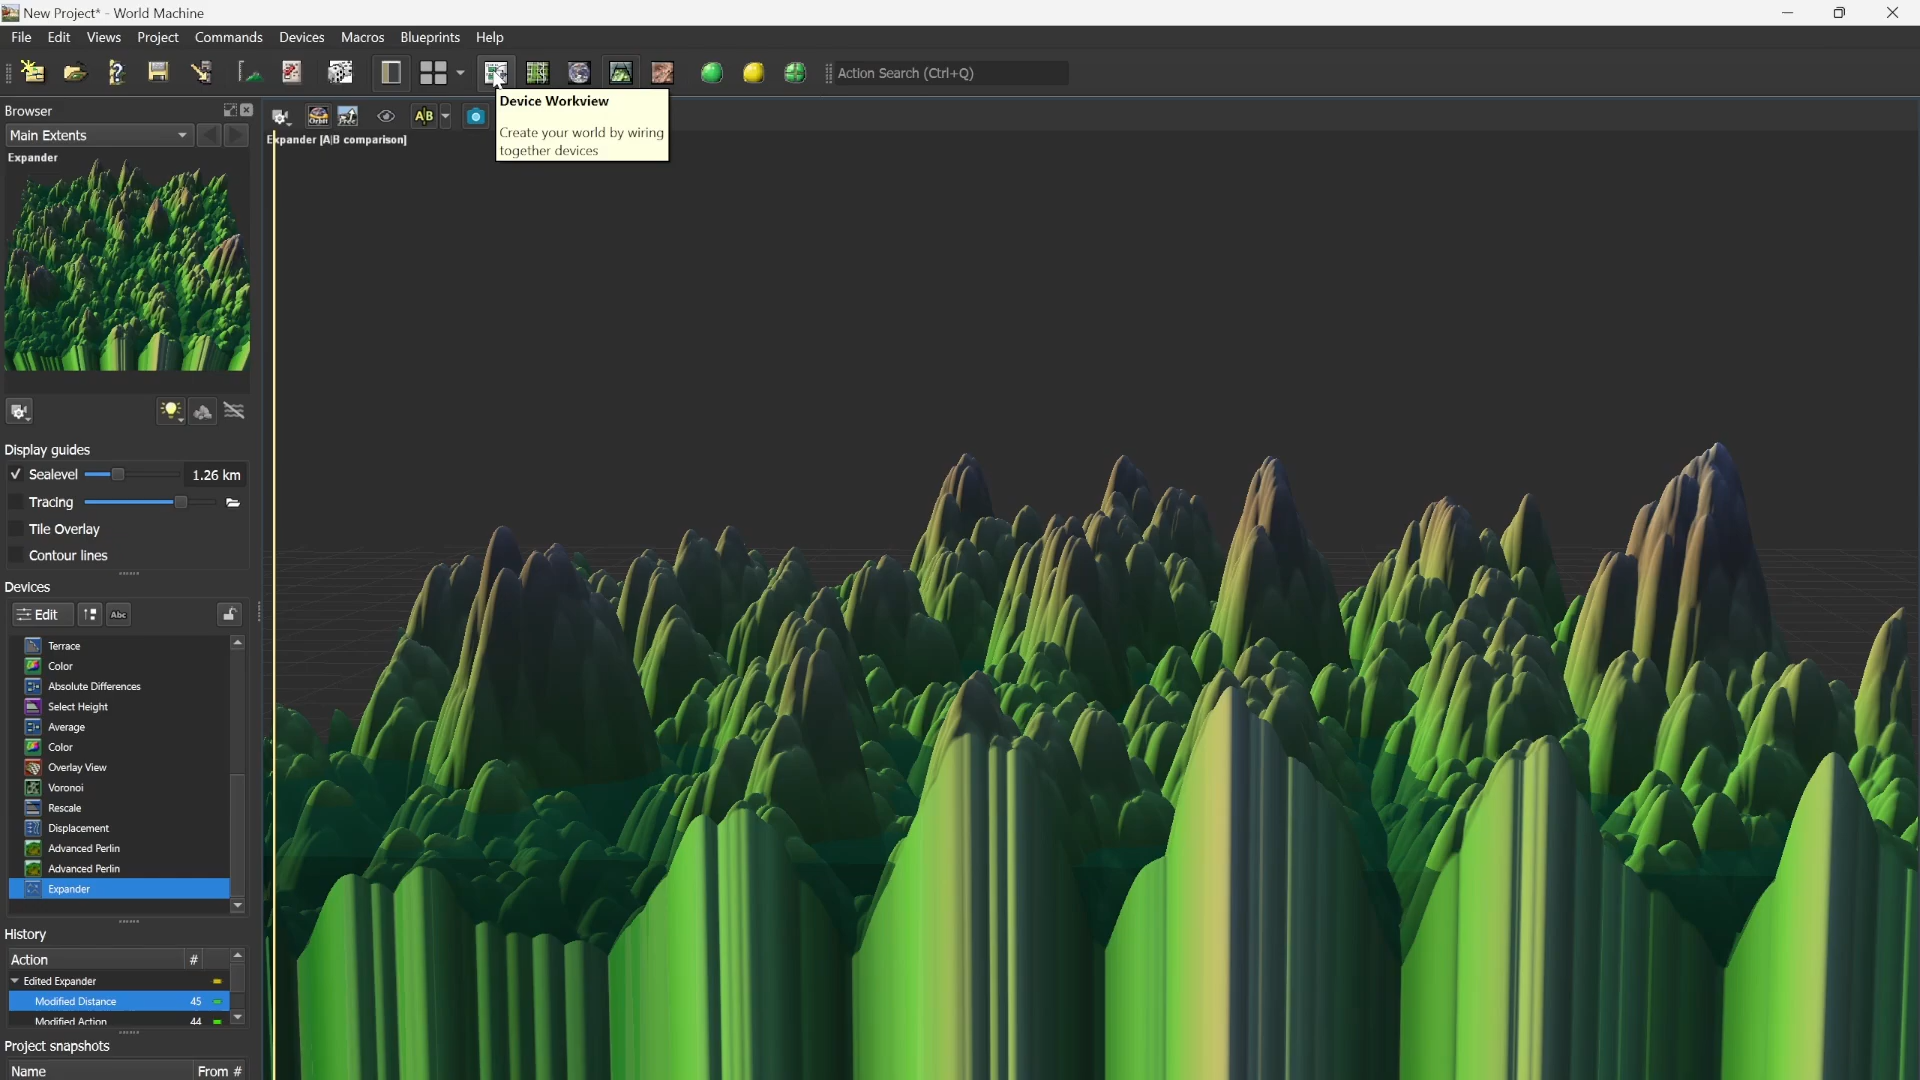 New Project* - World Machine
File Edit Views Project Commands Devices Macros Blueprints Help
Action Search (Ctrl+Q)
Device Workview
Create your world by wiring
together devices
Browser
Main Extents
A|B
Expander [A|B comparison]
Expander
Display guides
Sealevel 1.26 km
Tracing
Tile Overlay
Contour lines
Devices
Edit Abc
Terrace
Color
Absolute Differences
Select Height
Average
Color
Overlay View
Voronoi
Rescale
Displacement
Advanced Perlin
Advanced Perlin
Expander
History
Action #
Edited Expander
Modified Distance 45
Modified Action 44
Project snapshots
Name From #